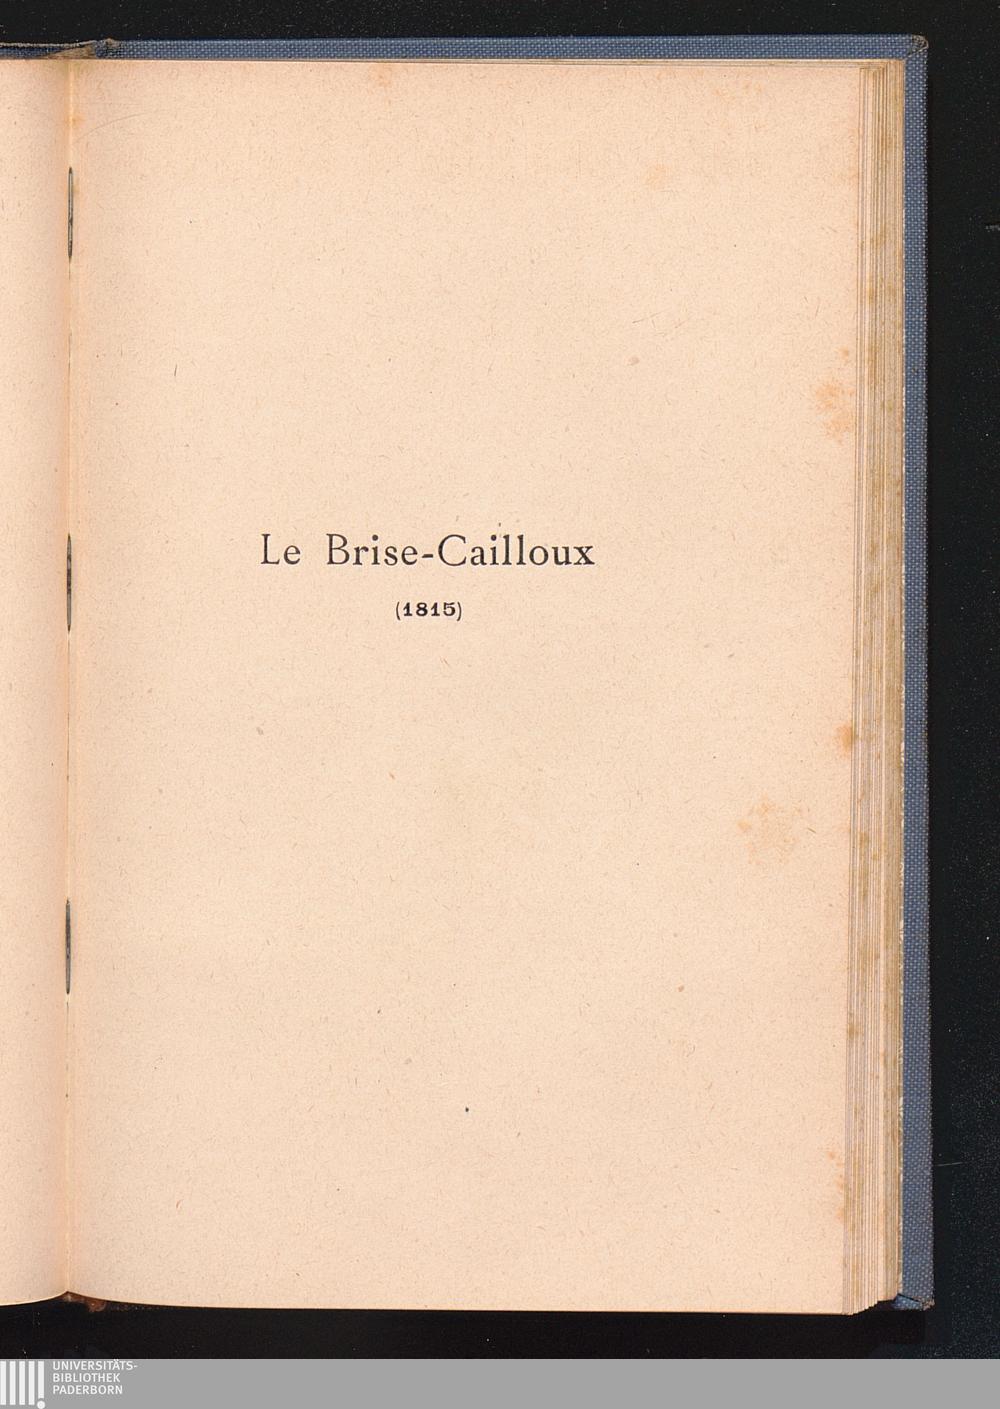 Le Brise-Cailloux
(1815)
UNIVERSITÄTS-
BIBLIOTHEK
PADERBORN